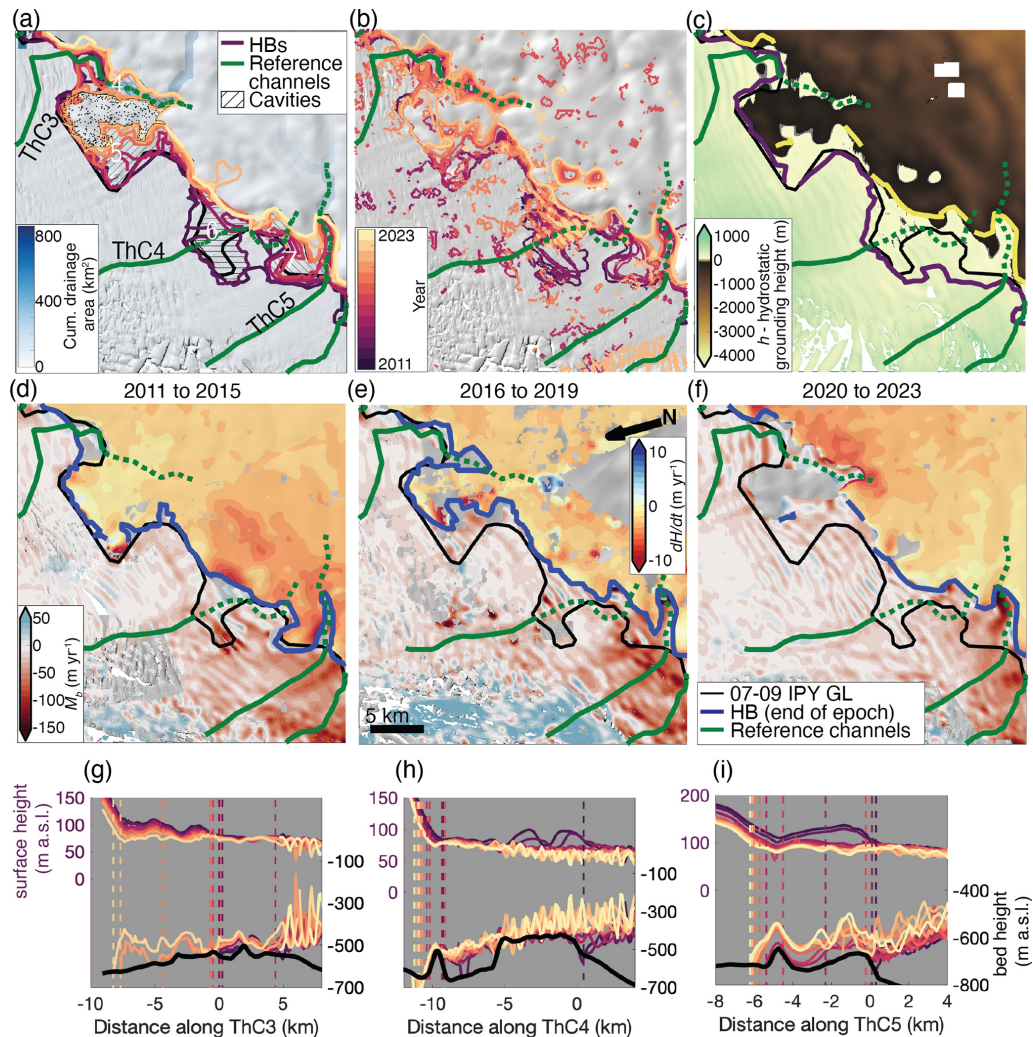 (a)
(b)
(c)
HBs
Reference
channels
Cavities
ThC3
4
5
6
7
ThC4
ThC5
800
400
0
Cum. drainage
area (km²)
2023
2011
Year
1000
0
-1000
-2000
-3000
-4000
h - hydrostatic
grounding height (m)
(d)
2011 to 2015
(e)
2016 to 2019
(f)
2020 to 2023
N
10
0
-10
dH/dt (m yr⁻¹)
50
0
-50
-100
-150
Mb (m yr⁻¹)
5 km
07-09 IPY GL
HB (end of epoch)
Reference channels
(g)
(h)
(i)
surface height
(m a.s.l.)
150
100
50
0
-100
-300
-500
-700
-10
-5
0
5
Distance along ThC3 (km)
150
100
50
0
-100
-300
-500
-700
-10
-5
0
Distance along ThC4 (km)
200
100
0
-400
-600
-800
bed height
(m a.s.l.)
-8
-6
-4
-2
0
2
4
Distance along ThC5 (km)